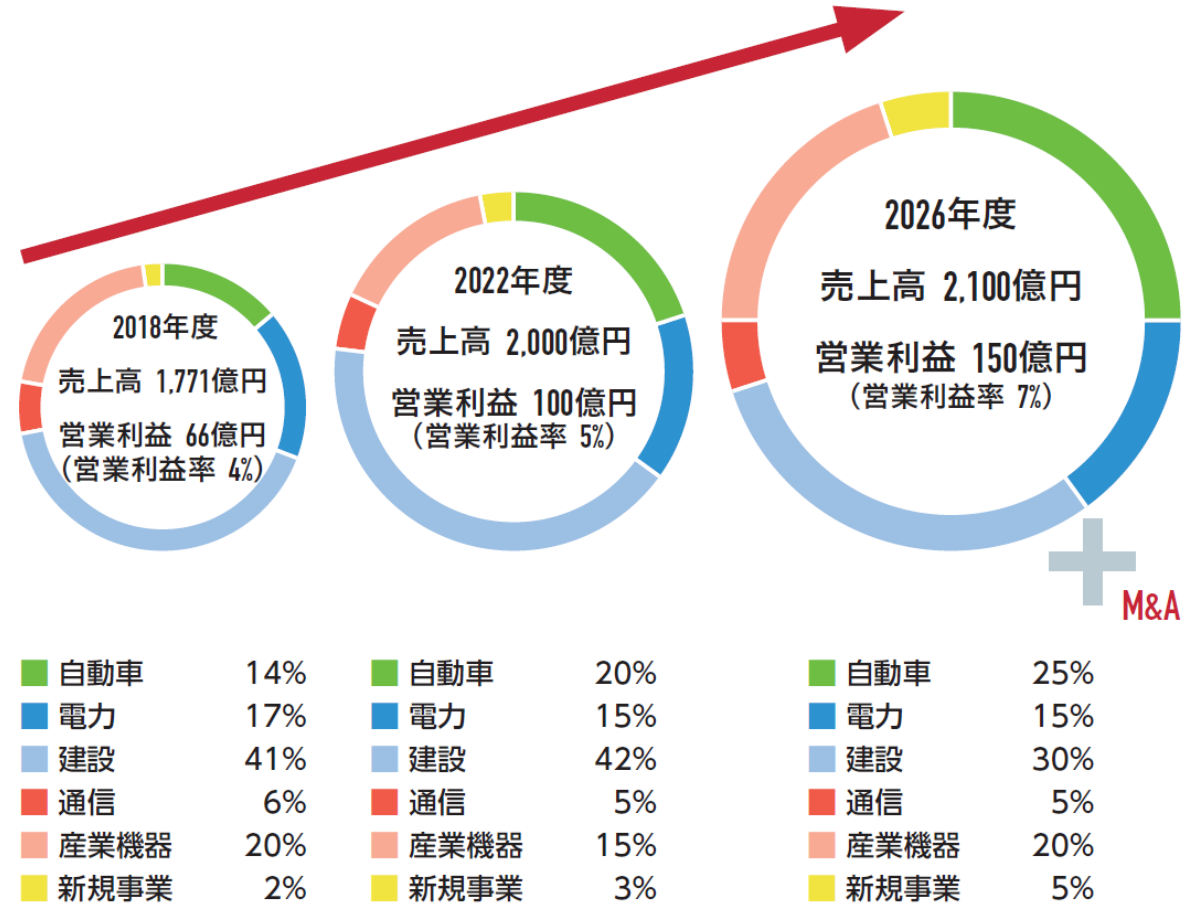 2018年度
売上高 1,771億円
営業利益 66億円
(営業利益率 4%)
2022年度
売上高 2,000億円
営業利益 100億円
(営業利益率 5%)
2026年度
売上高 2,100億円
営業利益 150億円
(営業利益率 7%)
M&A
自動車 14%
電力 17%
建設 41%
通信 6%
産業機器 20%
新規事業 2%
自動車 20%
電力 15%
建設 42%
通信 5%
産業機器 15%
新規事業 3%
自動車 25%
電力 15%
建設 30%
通信 5%
産業機器 20%
新規事業 5%